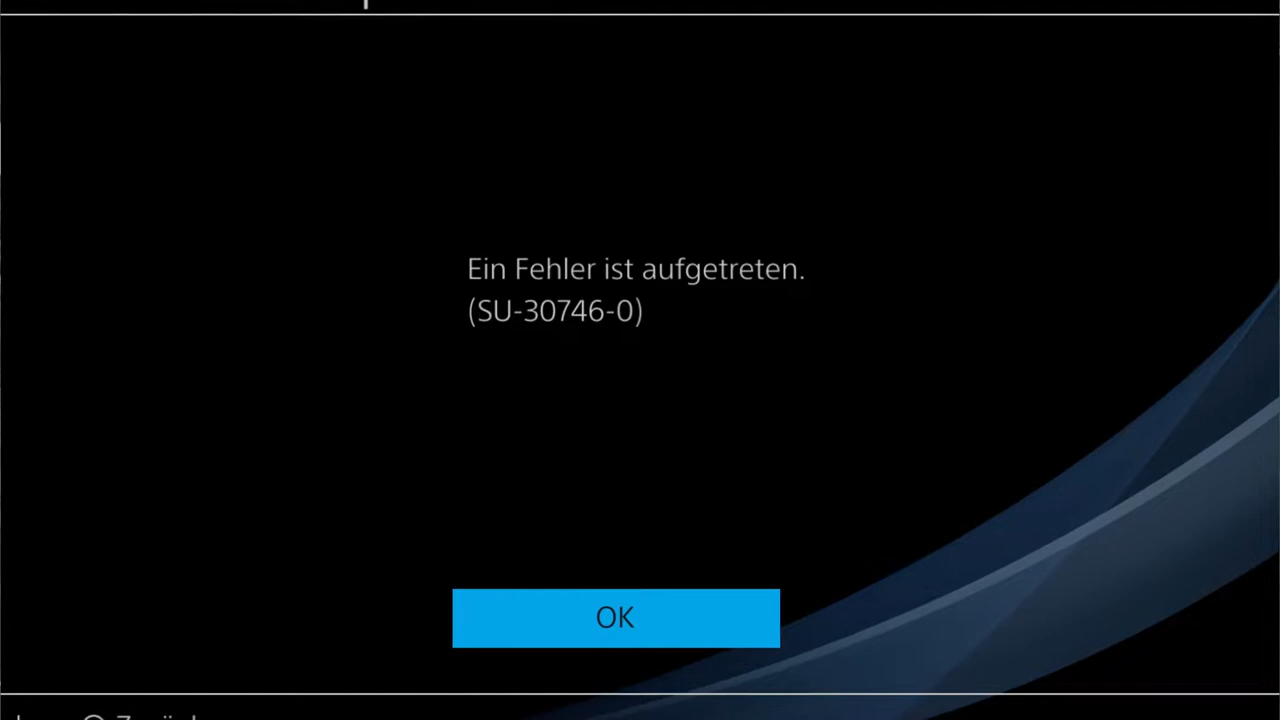 Ein Fehler ist aufgetreten.
(SU-30746-0)
OK